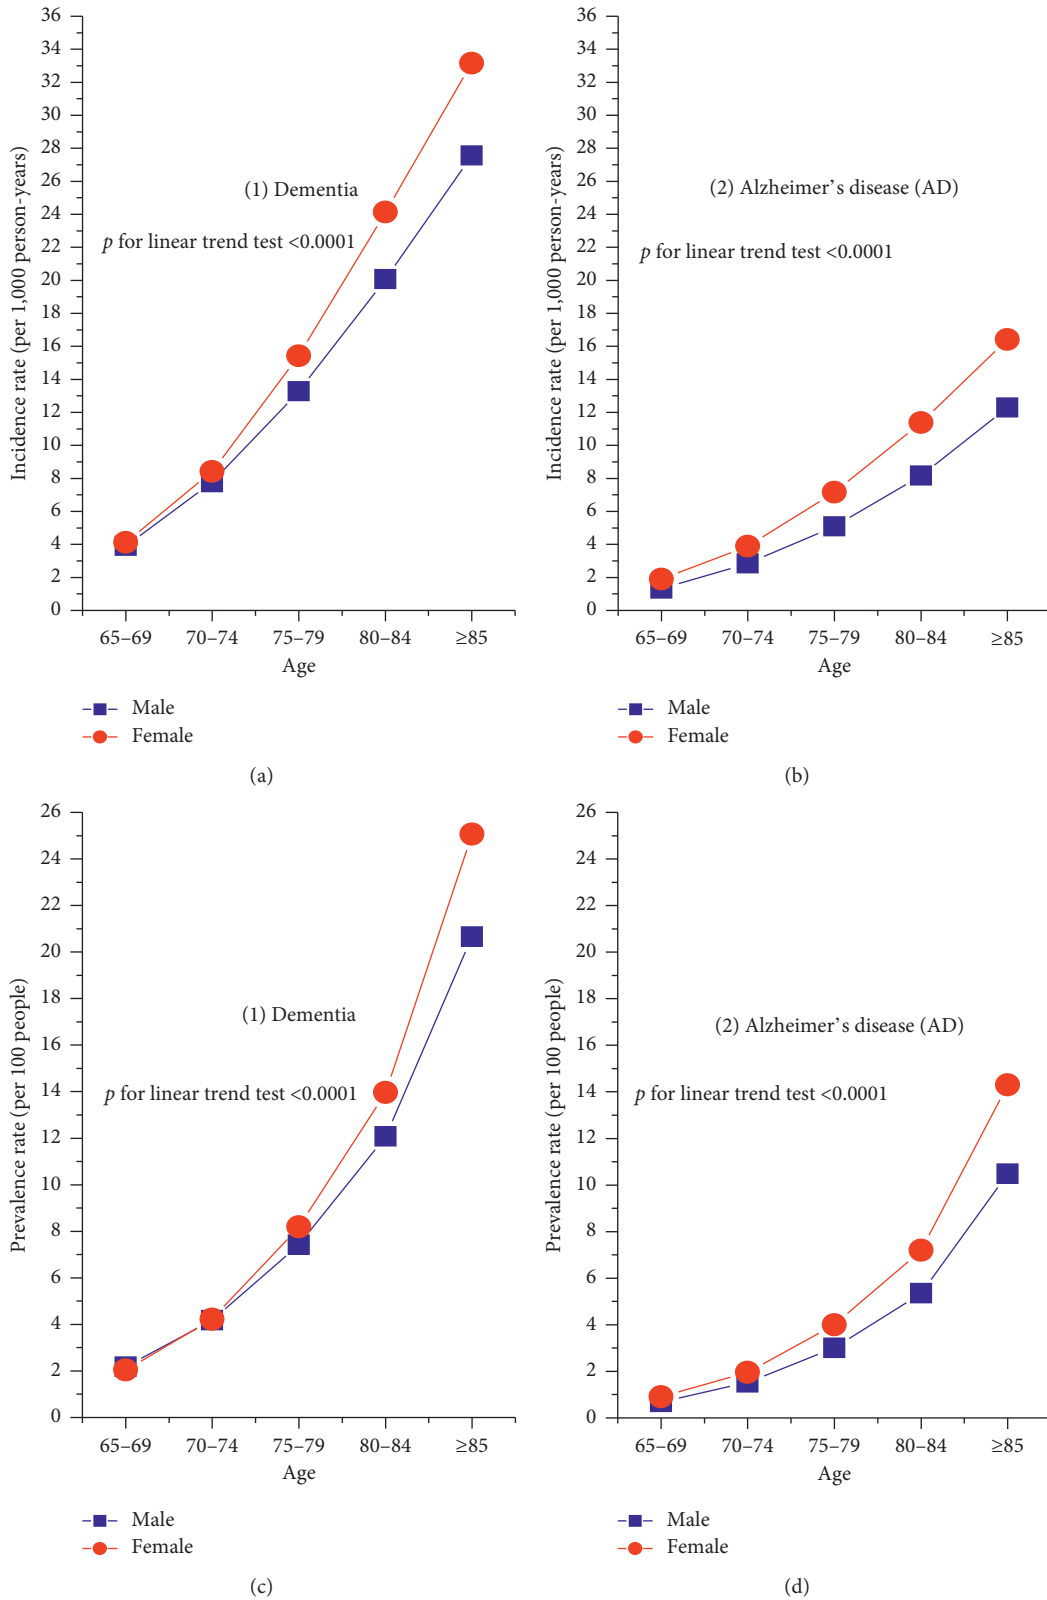 36
34
32
30
28
26
24
22
20
18
16
14
12
10
8
6
4
2
0
Incidence rate (per 1,000 person-years)
(1) Dementia
p for linear trend test <0.0001
65–69 70–74 75–79 80–84 ≥85
Age
Male
Female
(a)
36
34
32
30
28
26
24
22
20
18
16
14
12
10
8
6
4
2
0
Incidence rate (per 1,000 person-years)
(2) Alzheimer's disease (AD)
p for linear trend test <0.0001
65–69 70–74 75–79 80–84 ≥85
Age
Male
Female
(b)
26
24
22
20
18
16
14
12
10
8
6
4
2
0
Prevalence rate (per 100 people)
(1) Dementia
p for linear trend test <0.0001
65–69 70–74 75–79 80–84 ≥85
Age
Male
Female
(c)
26
24
22
20
18
16
14
12
10
8
6
4
2
0
Prevalence rate (per 100 people)
(2) Alzheimer's disease (AD)
p for linear trend test <0.0001
65–69 70–74 75–79 80–84 ≥85
Age
Male
Female
(d)